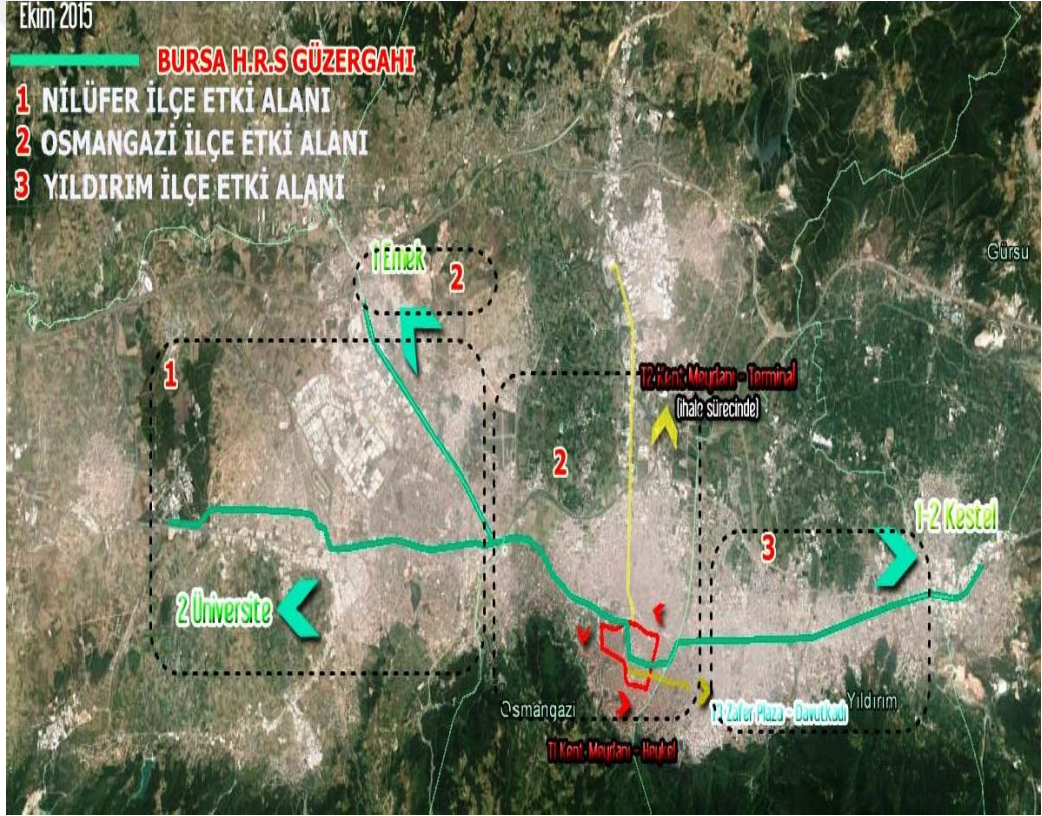 Ekim 2015
BURSA H.R.S GÜZERGAHI
1 NİLÜFER İLÇE ETKİ ALANI
2 OSMANGAZİ İLÇE ETKİ ALANI
3 YILDIRIM İLÇE ETKİ ALANI
Gürsu
1 Emek
2
1
T2 Kent Meydanı - Terminal
(ihale sürecinde)
2
1-2 Kestel
3
2 Üniversite
Osmangazi
Yıldırım
T3 Zafer Plaza - Davutkadı
T1 Kent Meydanı - Heykel